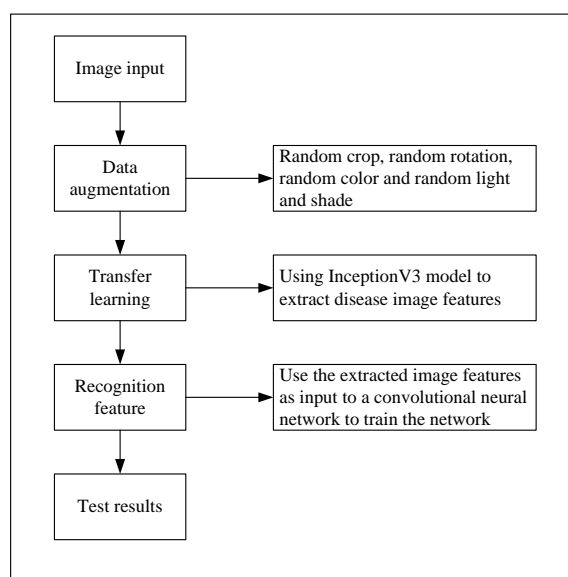 Image input
Data
augmentation
Random crop, random rotation,
random color and random light
and shade
Transfer
learning
Using InceptionV3 model to
extract disease image features
Recognition
feature
Use the extracted image features
as input to a convolutional neural
network to train the network
Test results